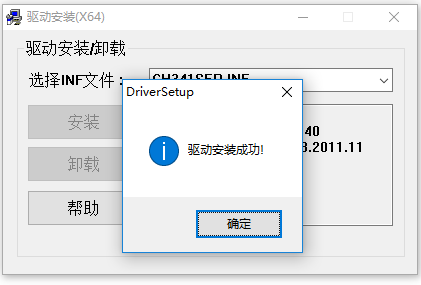 驱动安装(X64)
驱动安装/卸载
选择INF文件：
CH341SER.INF
DriverSetup
安装
40
驱动安装成功!
3.2011.11
卸载
帮助
确定